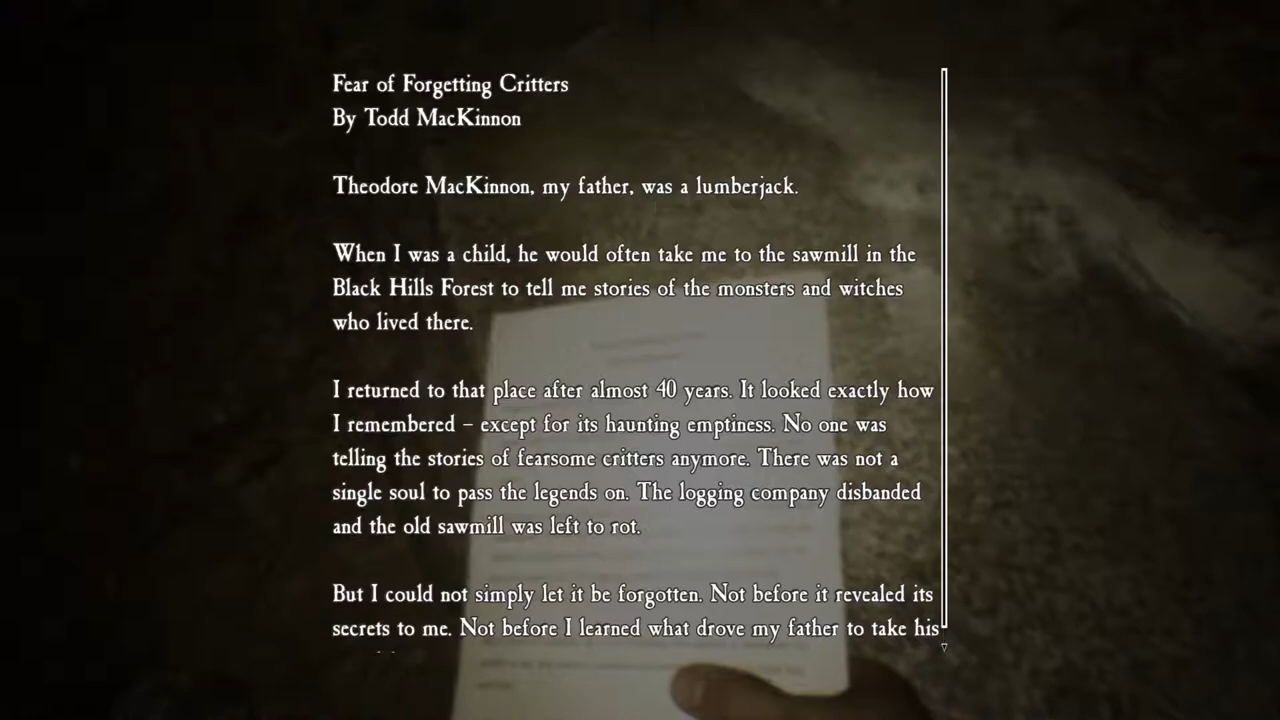 Fear of Forgetting Critters
By Todd MacKinnon
Theodore MacKinnon, my father, was a lumberjack.
When I was a child, he would often take me to the sawmill in the
Black Hills Forest to tell me stories of the monsters and witches
who lived there.
I returned to that place after almost 40 years. It looked exactly how
I remembered – except for its haunting emptiness. No one was
telling the stories of fearsome critters anymore. There was not a
single soul to pass the legends on. The logging company disbanded
and the old sawmill was left to rot.
But I could not simply let it be forgotten. Not before it revealed its
secrets to me. Not before I learned what drove my father to take his